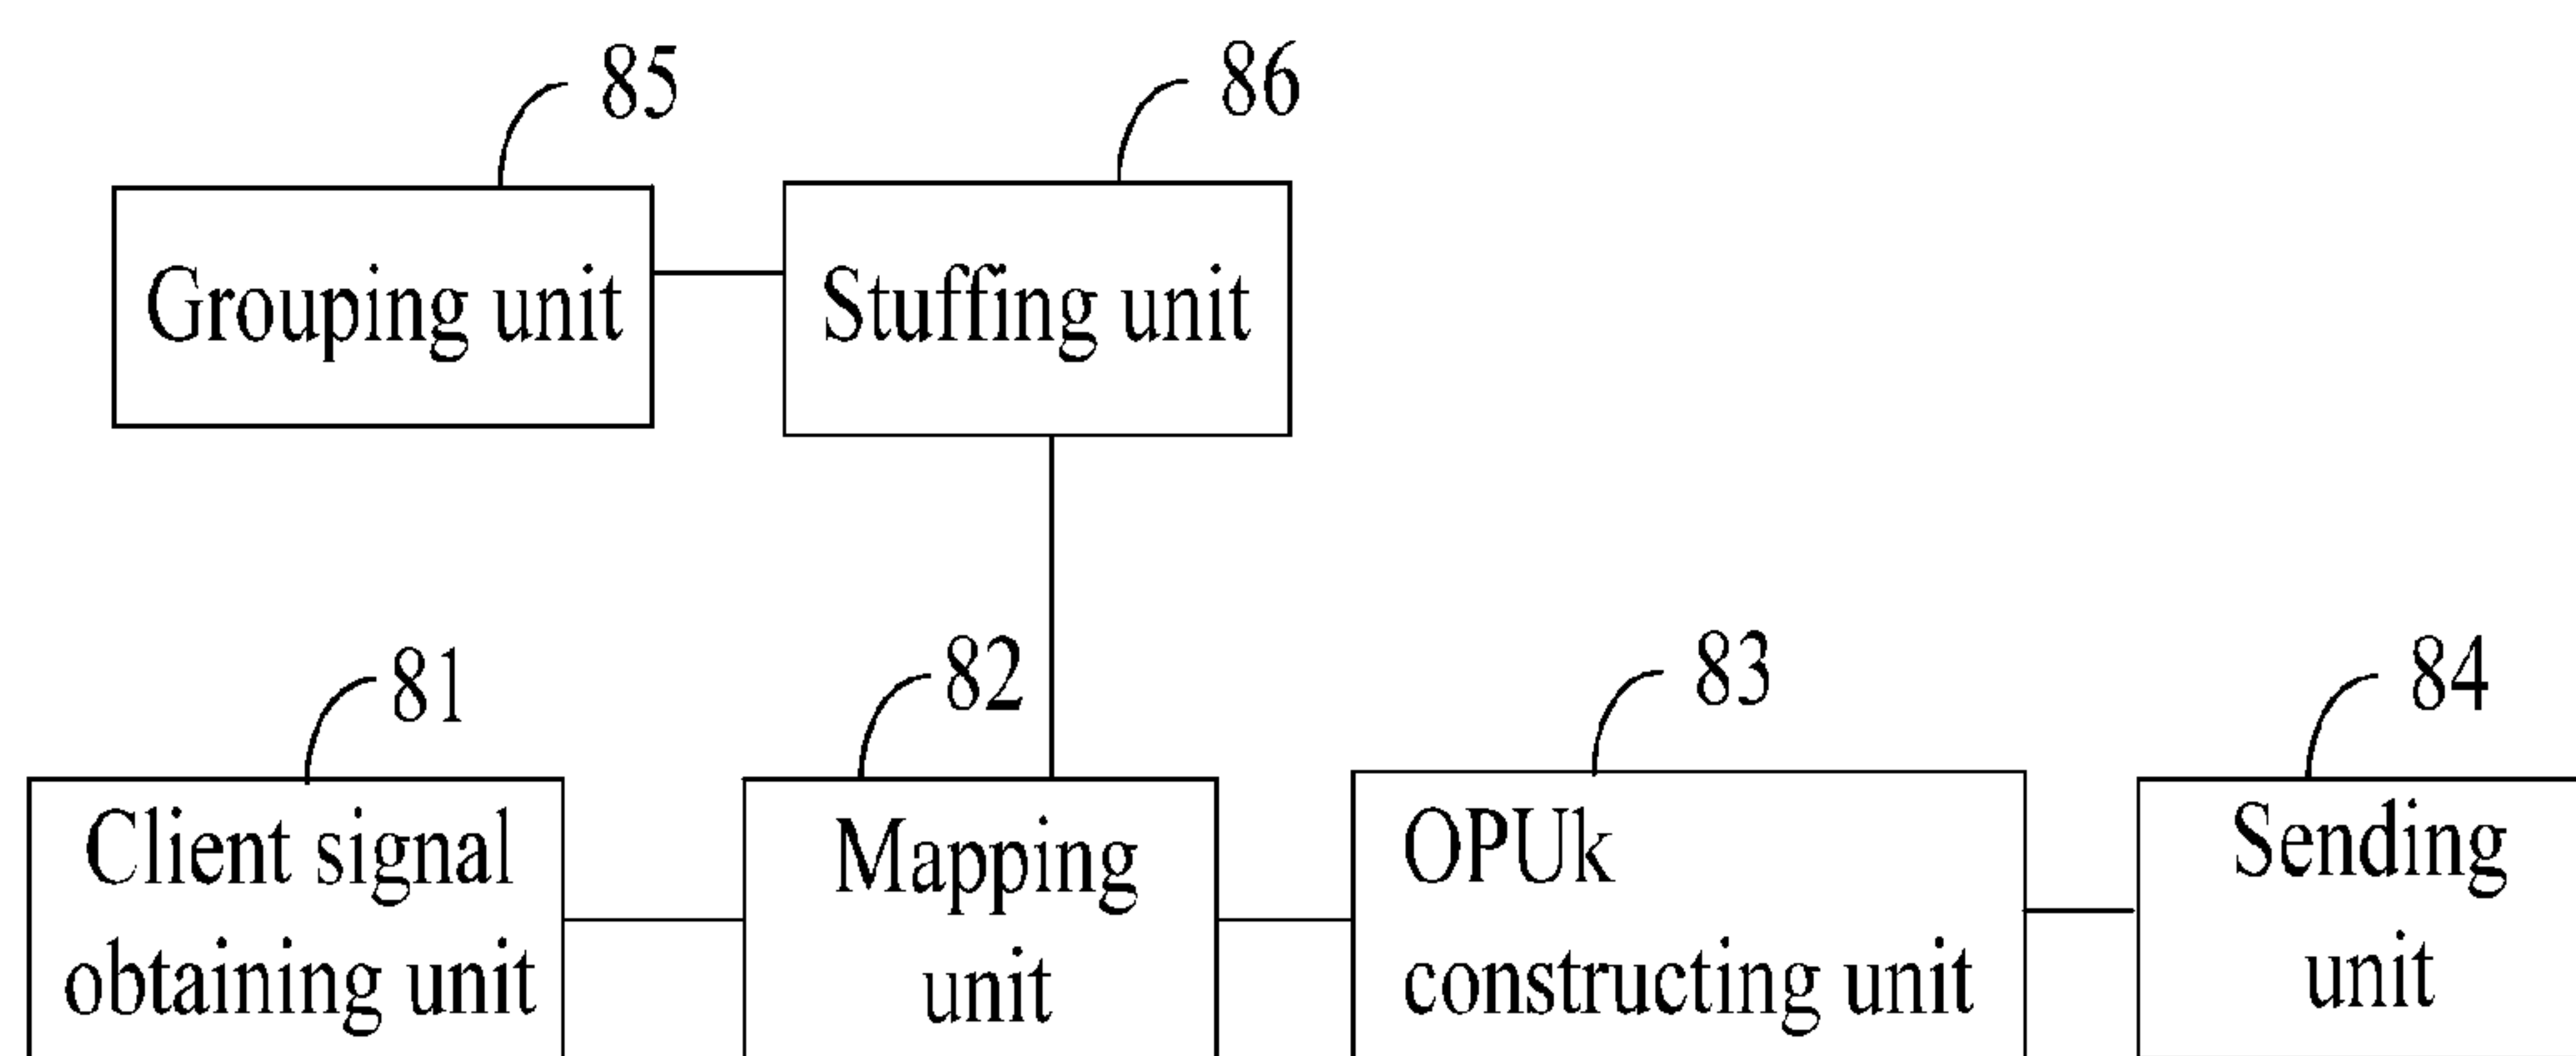 85
86
Grouping unit
Stuffing unit
81
82
83
84
Client signal
obtaining unit
Mapping
unit
OPUk
constructing unit
Sending
unit